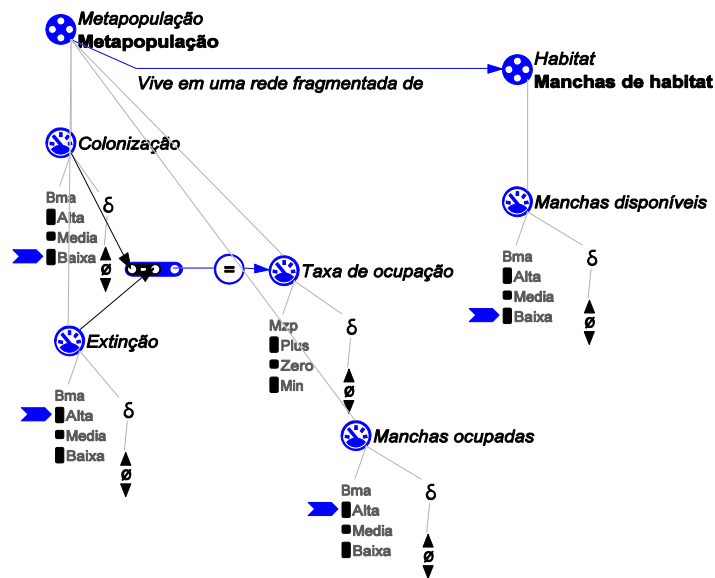 Metapopulação
Metapopulação
Habitat
Manchas de habitat
Vive em uma rede fragmentada de
Colonização
Bma
Alta
Media
Baixa
δ
ø
-
=
Taxa de ocupação
Mzp
Plus
Zero
Min
δ
ø
Manchas disponíveis
Bma
Alta
Media
Baixa
δ
ø
Extinção
Bma
Alta
Media
Baixa
δ
ø
Manchas ocupadas
Bma
Alta
Media
Baixa
δ
ø